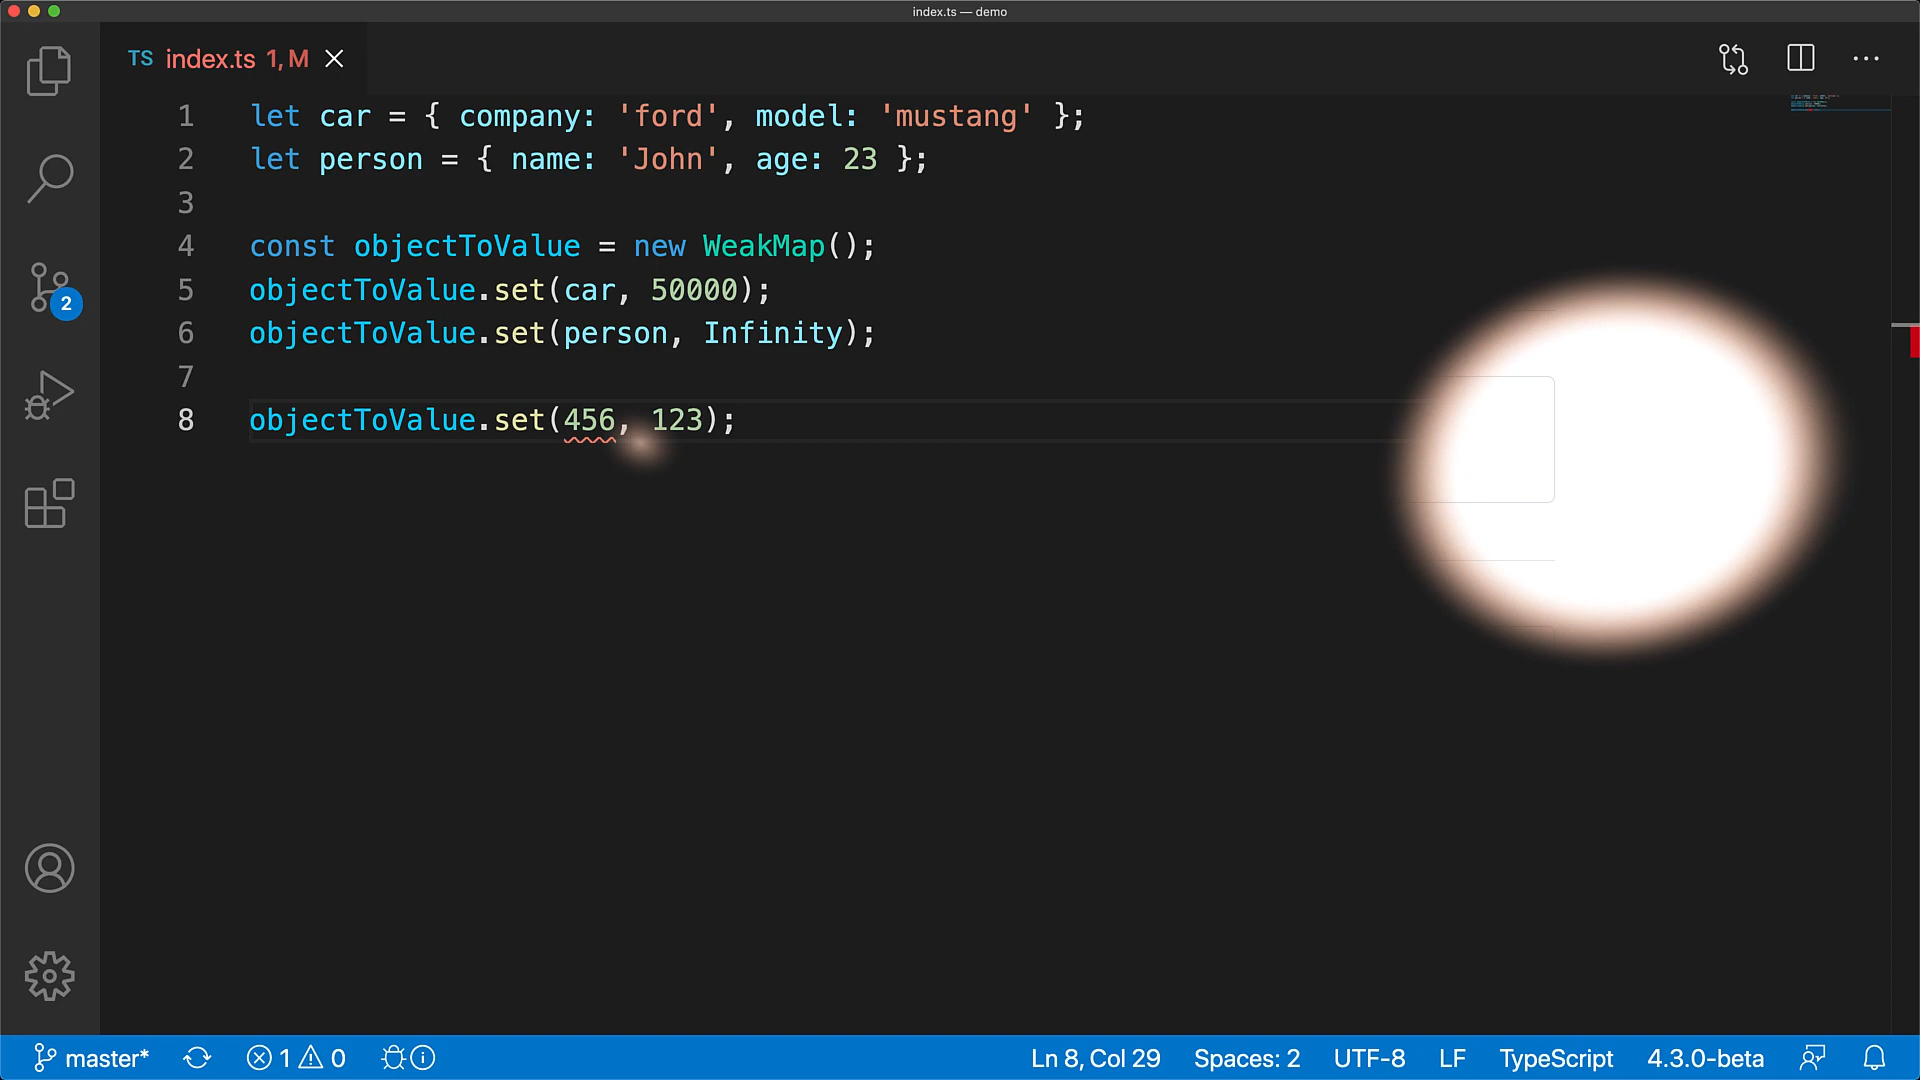 index.ts — demo
TS index.ts 1, M
1 let car = { company: 'ford', model: 'mustang' };
2 let person = { name: 'John', age: 23 };
3
4 const objectToValue = new WeakMap();
5 objectToValue.set(car, 50000);
6 objectToValue.set(person, Infinity);
7
8 objectToValue.set(456, 123);
2
master* 1 0 Ln 8, Col 29 Spaces: 2 UTF-8 LF TypeScript 4.3.0-beta